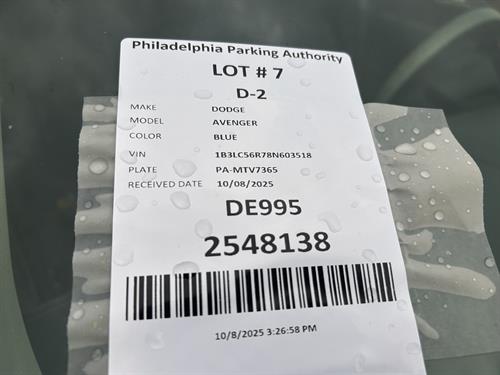 Philadelphia Parking Authority
LOT # 7
D-2
MAKE DODGE
MODEL AVENGER
COLOR BLUE
VIN 1B3LC56R78N603518
PLATE PA-MTV7365
RECEIVED DATE 10/08/2025
DE995
2548138
10/8/2025 3:26:58 PM